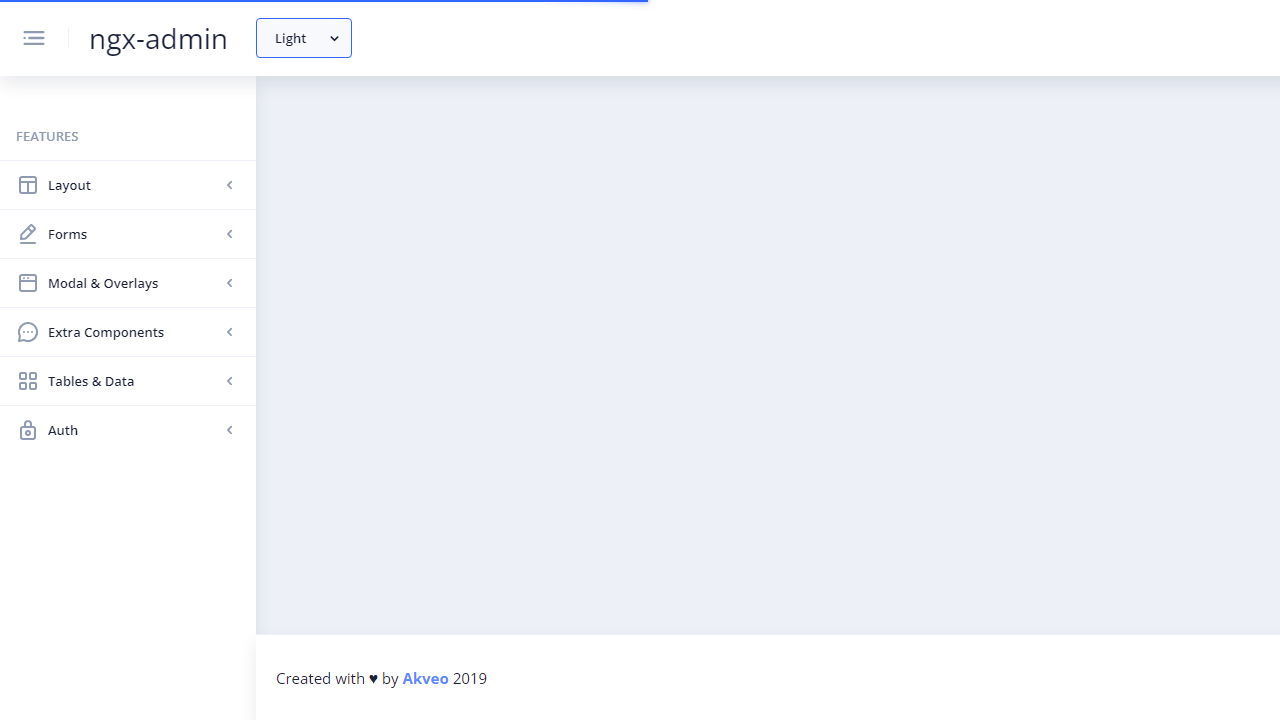 ngx-admin
Light
FEATURES
Layout
Forms
Modal & Overlays
Extra Components
Tables & Data
Auth
Created with ♥ by Akveo 2019